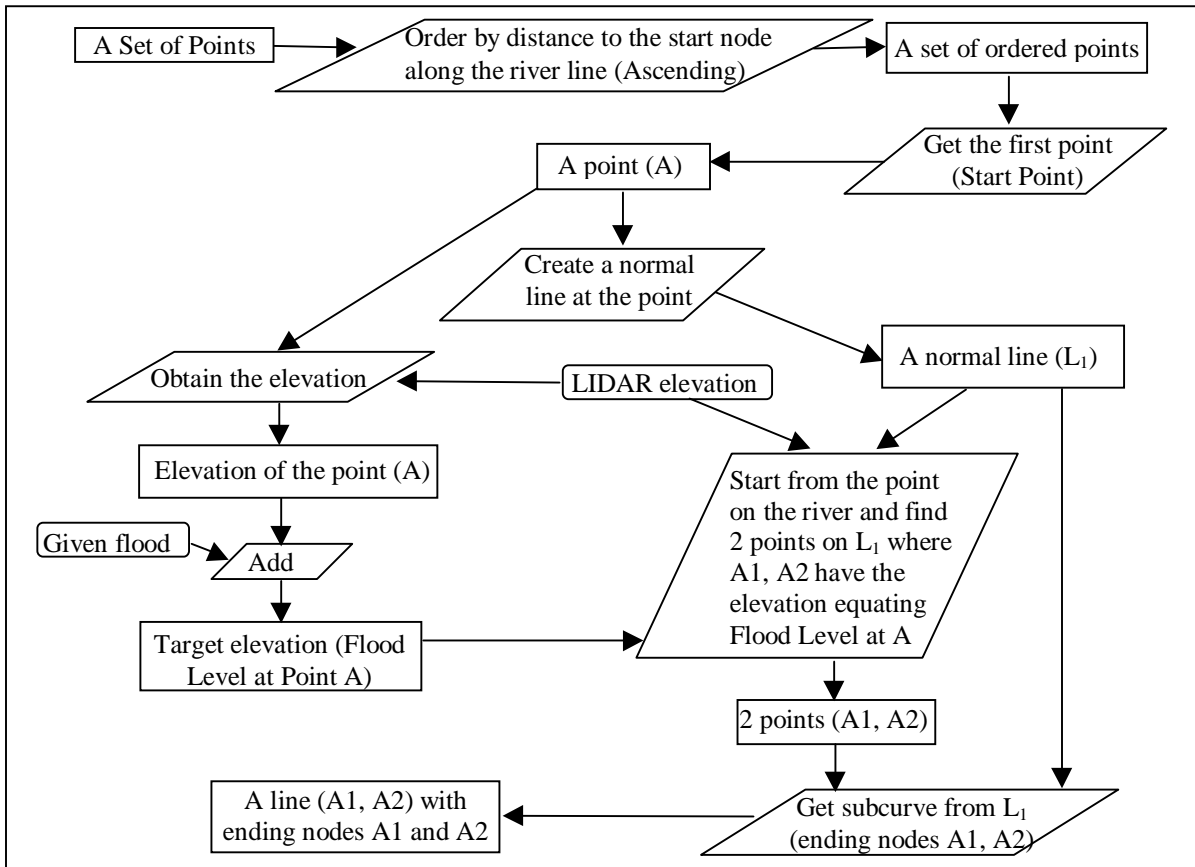 A Set of Points
Order by distance to the start node
along the river line (Ascending)
A set of ordered points
Get the first point
(Start Point)
A point (A)
Create a normal
line at the point
A normal line (L₁)
Obtain the elevation
LIDAR elevation
Elevation of the point (A)
Given flood
Add
Target elevation (Flood
Level at Point A)
Start from the point
on the river and find
2 points on L₁ where
A1, A2 have the
elevation equating
Flood Level at A
2 points (A1, A2)
Get subcurve from L₁
(ending nodes A1, A2)
A line (A1, A2) with
ending nodes A1 and A2